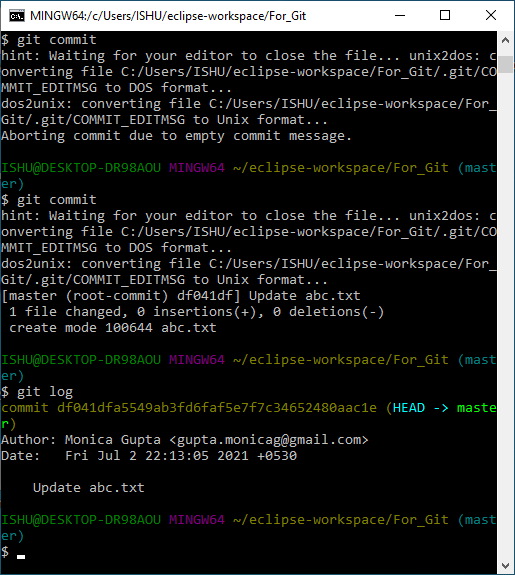 MINGW64:/c/Users/ISHU/eclipse-workspace/For_Git
$ git commit
hint: Waiting for your editor to close the file... unix2dos: c
onverting file C:/Users/ISHU/eclipse-workspace/For_Git/.git/CO
MMIT_EDITMSG to DOS format...
dos2unix: converting file C:/Users/ISHU/eclipse-workspace/For_
Git/.git/COMMIT_EDITMSG to Unix format...
Aborting commit due to empty commit message.
ISHU@DESKTOP-DR98AOU MINGW64 ~/eclipse-workspace/For_Git (mast
er)
$ git commit
hint: Waiting for your editor to close the file... unix2dos: c
onverting file C:/Users/ISHU/eclipse-workspace/For_Git/.git/CO
MMIT_EDITMSG to DOS format...
dos2unix: converting file C:/Users/ISHU/eclipse-workspace/For_
Git/.git/COMMIT_EDITMSG to Unix format...
[master (root-commit) df041df] Update abc.txt
 1 file changed, 0 insertions(+), 0 deletions(-)
 create mode 100644 abc.txt
ISHU@DESKTOP-DR98AOU MINGW64 ~/eclipse-workspace/For_Git (mast
er)
$ git log
commit df041dfa5549ab3fd6faf5e7f7c34652480aac1e (HEAD -> maste
r)
Author: Monica Gupta <gupta.monicag@gmail.com>
Date:   Fri Jul 2 22:13:05 2021 +0530
    Update abc.txt
ISHU@DESKTOP-DR98AOU MINGW64 ~/eclipse-workspace/For_Git (mast
er)
$